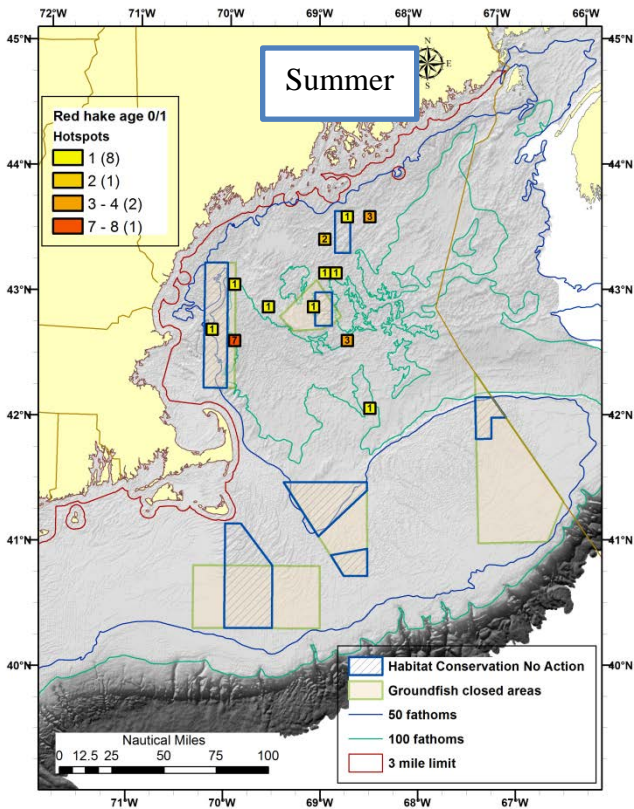 72°W 71°W 70°W 69°W 68°W 67°W 66°W
45°N 45°N
Summer
N
W E
S
Red hake age 0/1
Hotspots
1 (8)
2 (1)
3 - 4 (2)
7 - 8 (1)
44°N 44°N
1 3
2
1 1
43°N 43°N
1
1 1
1
7 3
42°N 42°N
1
41°N 41°N
40°N 40°N
Habitat Conservation No Action
Groundfish closed areas
50 fathoms
100 fathoms
3 mile limit
Nautical Miles
0 12.5 25 50 75 100
71°W 70°W 69°W 68°W 67°W